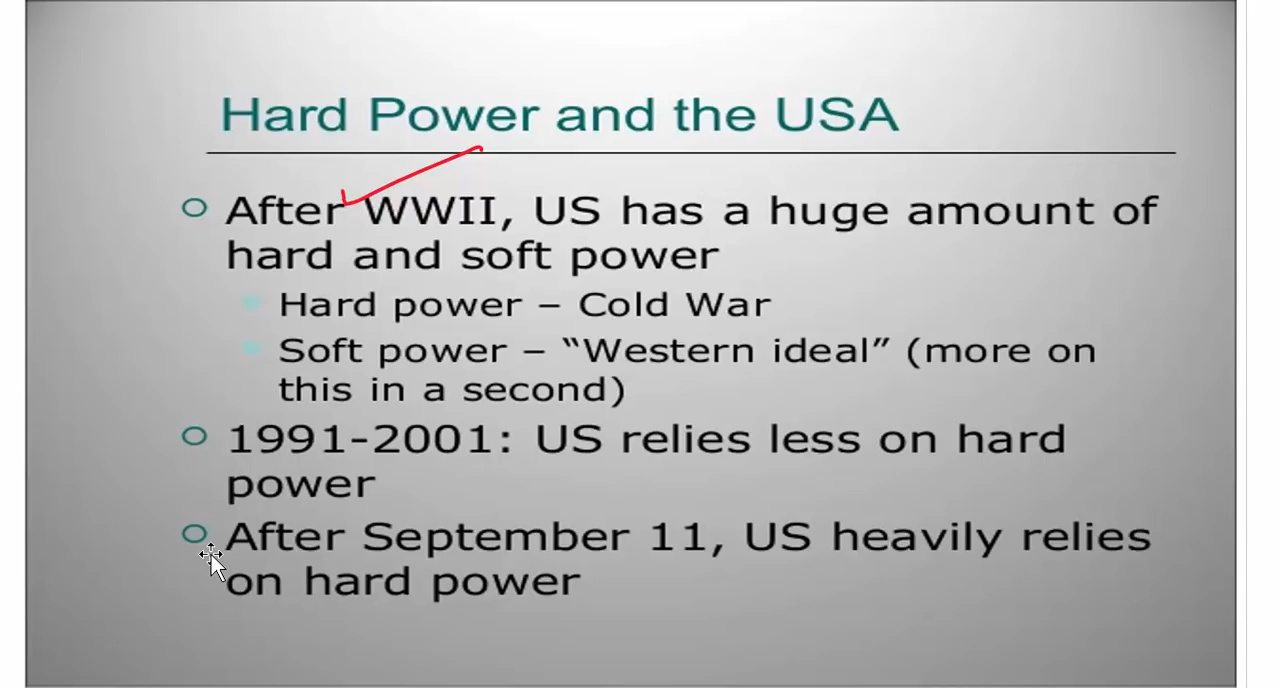 Hard Power and the USA
After WWII, US has a huge amount of
hard and soft power
Hard power – Cold War
Soft power – “Western ideal” (more on
this in a second)
1991-2001: US relies less on hard
power
After September 11, US heavily relies
on hard power